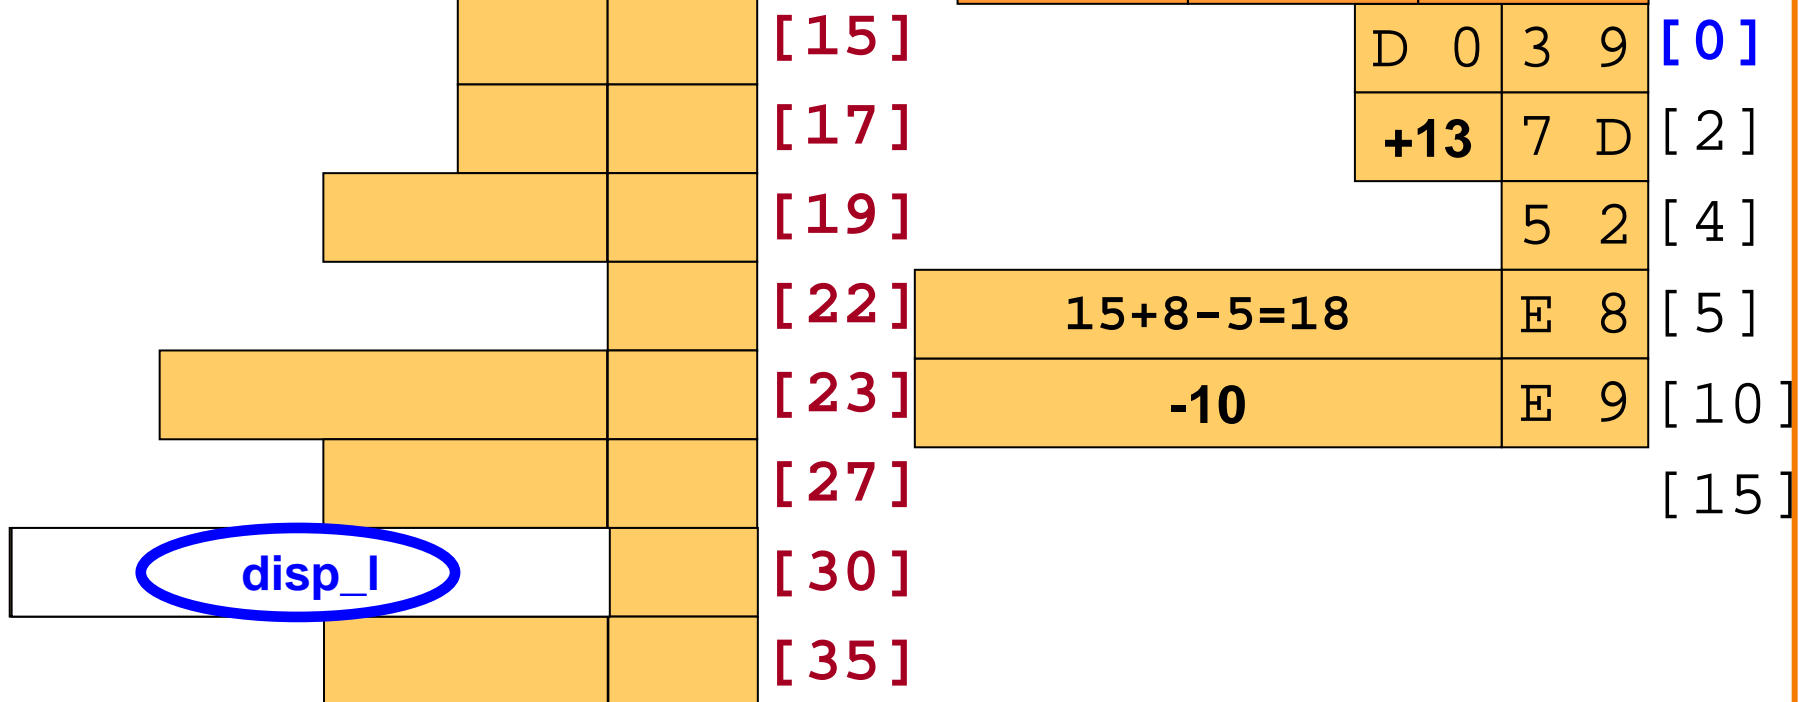 [15]
[17]
[19]
[22]
[23]
[27]
disp_l [30]
[35]
D 0 3 9 [0]
+13 7 D [2]
5 2 [4]
15+8-5=18 E 8 [5]
-10 E 9 [10]
[15]